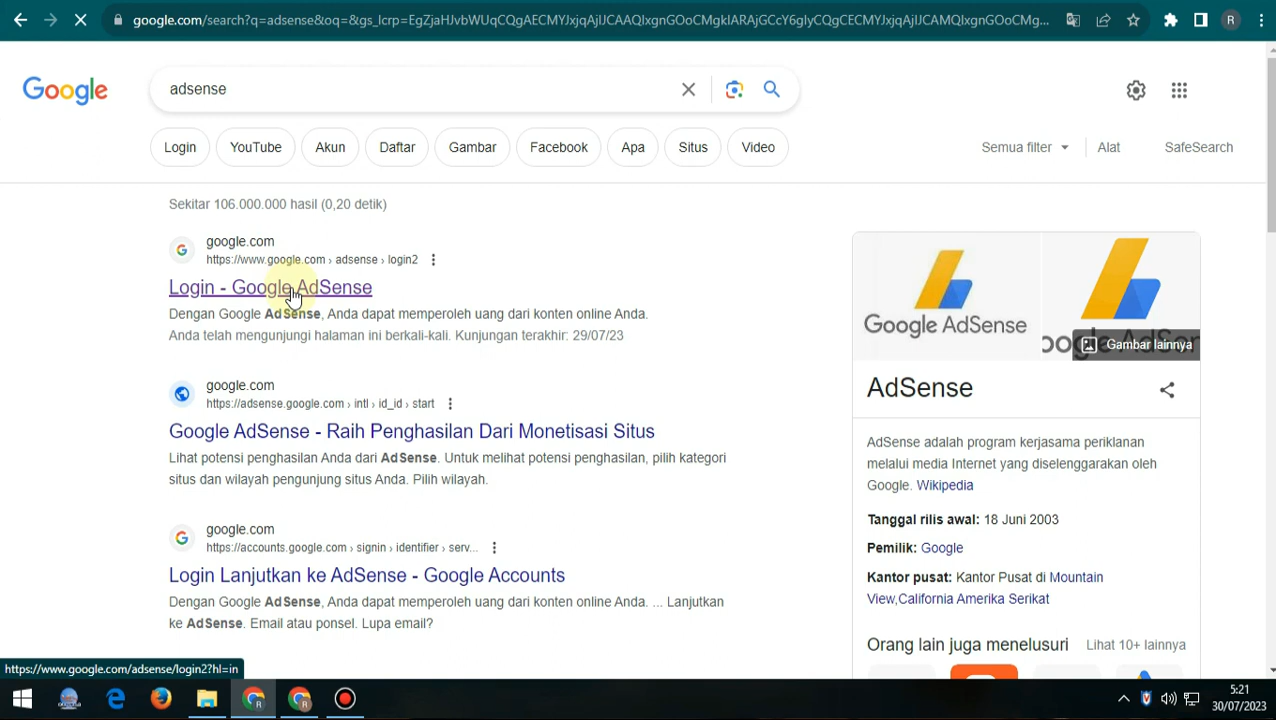 google.com/search?q=adsense&oq=&gs_lcrp=EgZjaHJvbWUqCQgAECMYJxjqAjIJCAAQIxgnGOoCMgkIARAjGCcY6gIyCQgCECMYJxjqAjIJCAMQIxgnGOoCMg...
R
Google
adsense
Login
YouTube
Akun
Daftar
Gambar
Facebook
Apa
Situs
Video
Semua filter
Alat
SafeSearch
Sekitar 106.000.000 hasil (0,20 detik)
google.com
https://www.google.com › adsense › login2
Login - Google AdSense
Dengan Google AdSense, Anda dapat memperoleh uang dari konten online Anda.
Anda telah mengunjungi halaman ini berkali-kali. Kunjungan terakhir: 29/07/23
google.com
https://adsense.google.com › intl › id_id › start
Google AdSense - Raih Penghasilan Dari Monetisasi Situs
Lihat potensi penghasilan Anda dari AdSense. Untuk melihat potensi penghasilan, pilih kategori
situs dan wilayah pengunjung situs Anda. Pilih wilayah.
google.com
https://accounts.google.com › signin › identifier › serv...
Login Lanjutkan ke AdSense - Google Accounts
Dengan Google AdSense, Anda dapat memperoleh uang dari konten online Anda. ... Lanjutkan
ke AdSense. Email atau ponsel. Lupa email?
Google AdSense
Gambar lainnya
AdSense
AdSense adalah program kerjasama periklanan
melalui media Internet yang diselenggarakan oleh
Google. Wikipedia
Tanggal rilis awal: 18 Juni 2003
Pemilik: Google
Kantor pusat: Kantor Pusat di Mountain
View,California Amerika Serikat
Orang lain juga menelusuri
Lihat 10+ lainnya
https://www.google.com/adsense/login2?hl=in
5:21
30/07/2023